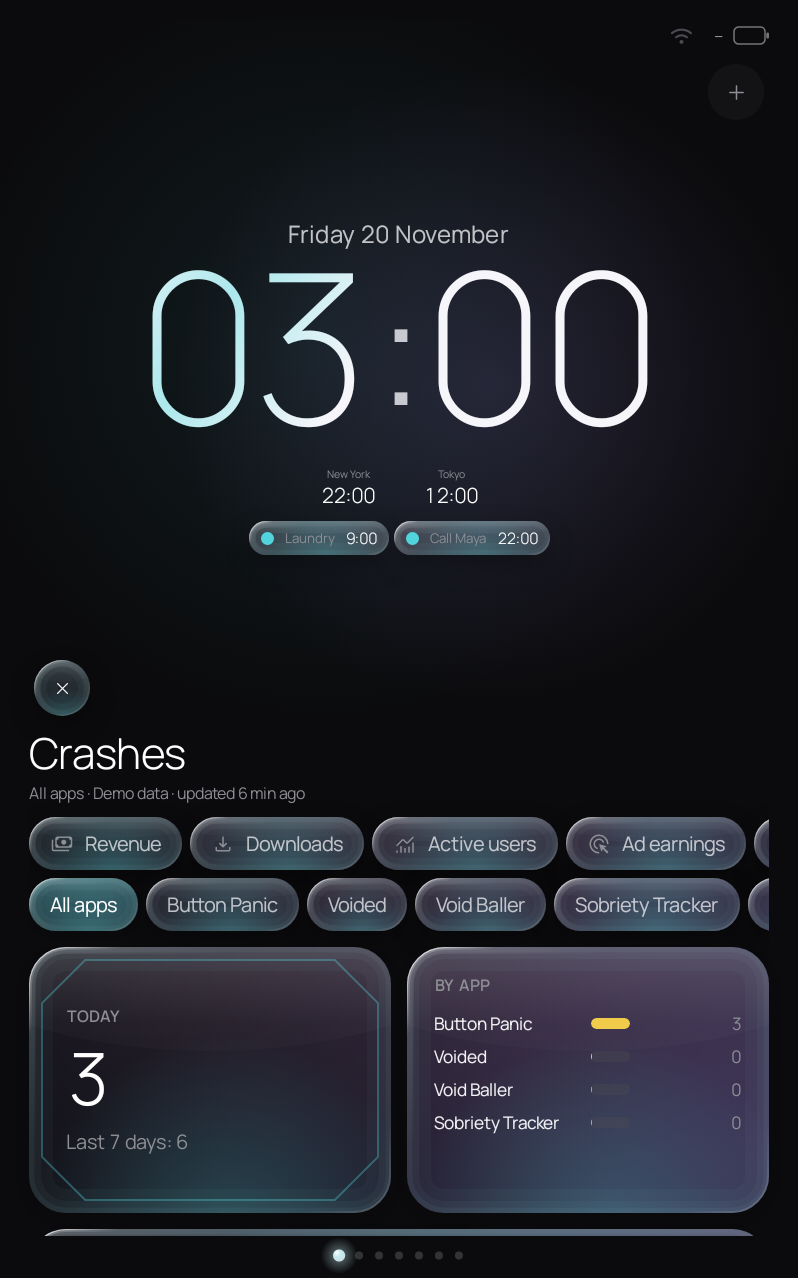 –
Friday 20 November
03:00
New York Tokyo
22:00 12:00
Laundry 9:00 Call Maya 22:00
Crashes
All apps · Demo data · updated 6 min ago
Revenue Downloads Active users Ad earnings
All apps Button Panic Voided Void Baller Sobriety Tracker
TODAY
3
Last 7 days: 6
BY APP
Button Panic 3
Voided 0
Void Baller 0
Sobriety Tracker 0